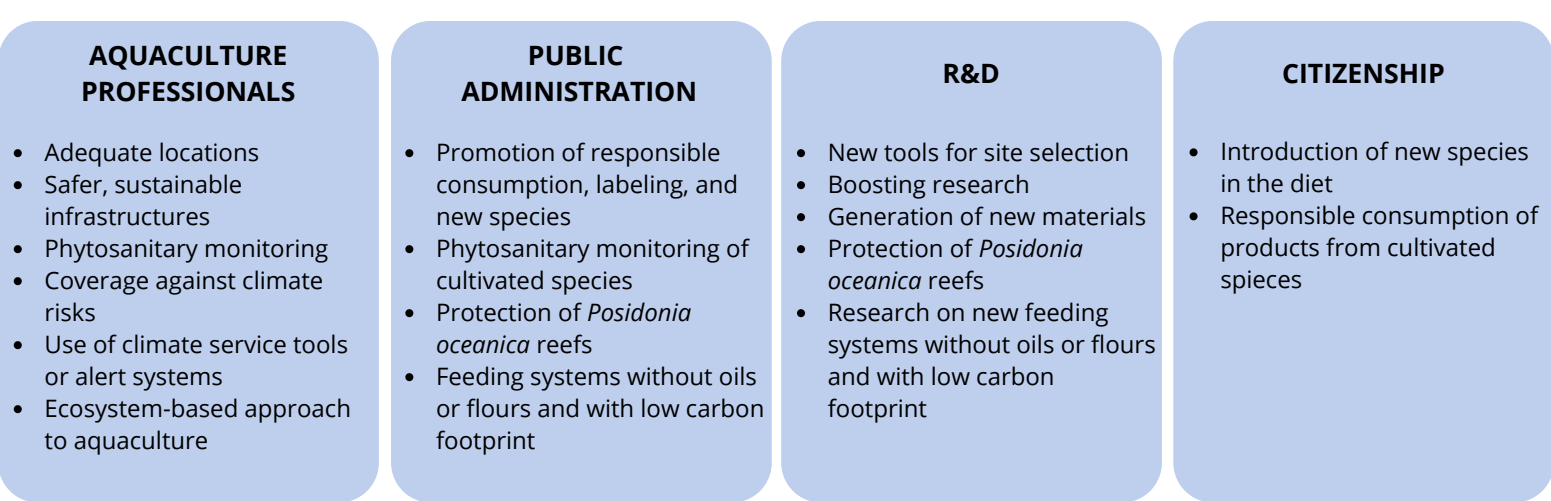 AQUACULTURE
PROFESSIONALS
• Adequate locations
• Safer, sustainable
infrastructures
• Phytosanitary monitoring
• Coverage against climate
risks
• Use of climate service tools
or alert systems
• Ecosystem-based approach
to aquaculture
PUBLIC
ADMINISTRATION
• Promotion of responsible
consumption, labeling, and
new species
• Phytosanitary monitoring of
cultivated species
• Protection of Posidonia
oceanica reefs
• Feeding systems without oils
or flours and with low carbon
footprint
R&D
• New tools for site selection
• Boosting research
• Generation of new materials
• Protection of Posidonia
oceanica reefs
• Research on new feeding
systems without oils or flours
and with low carbon
footprint
CITIZENSHIP
• Introduction of new species
in the diet
• Responsible consumption of
products from cultivated
spieces